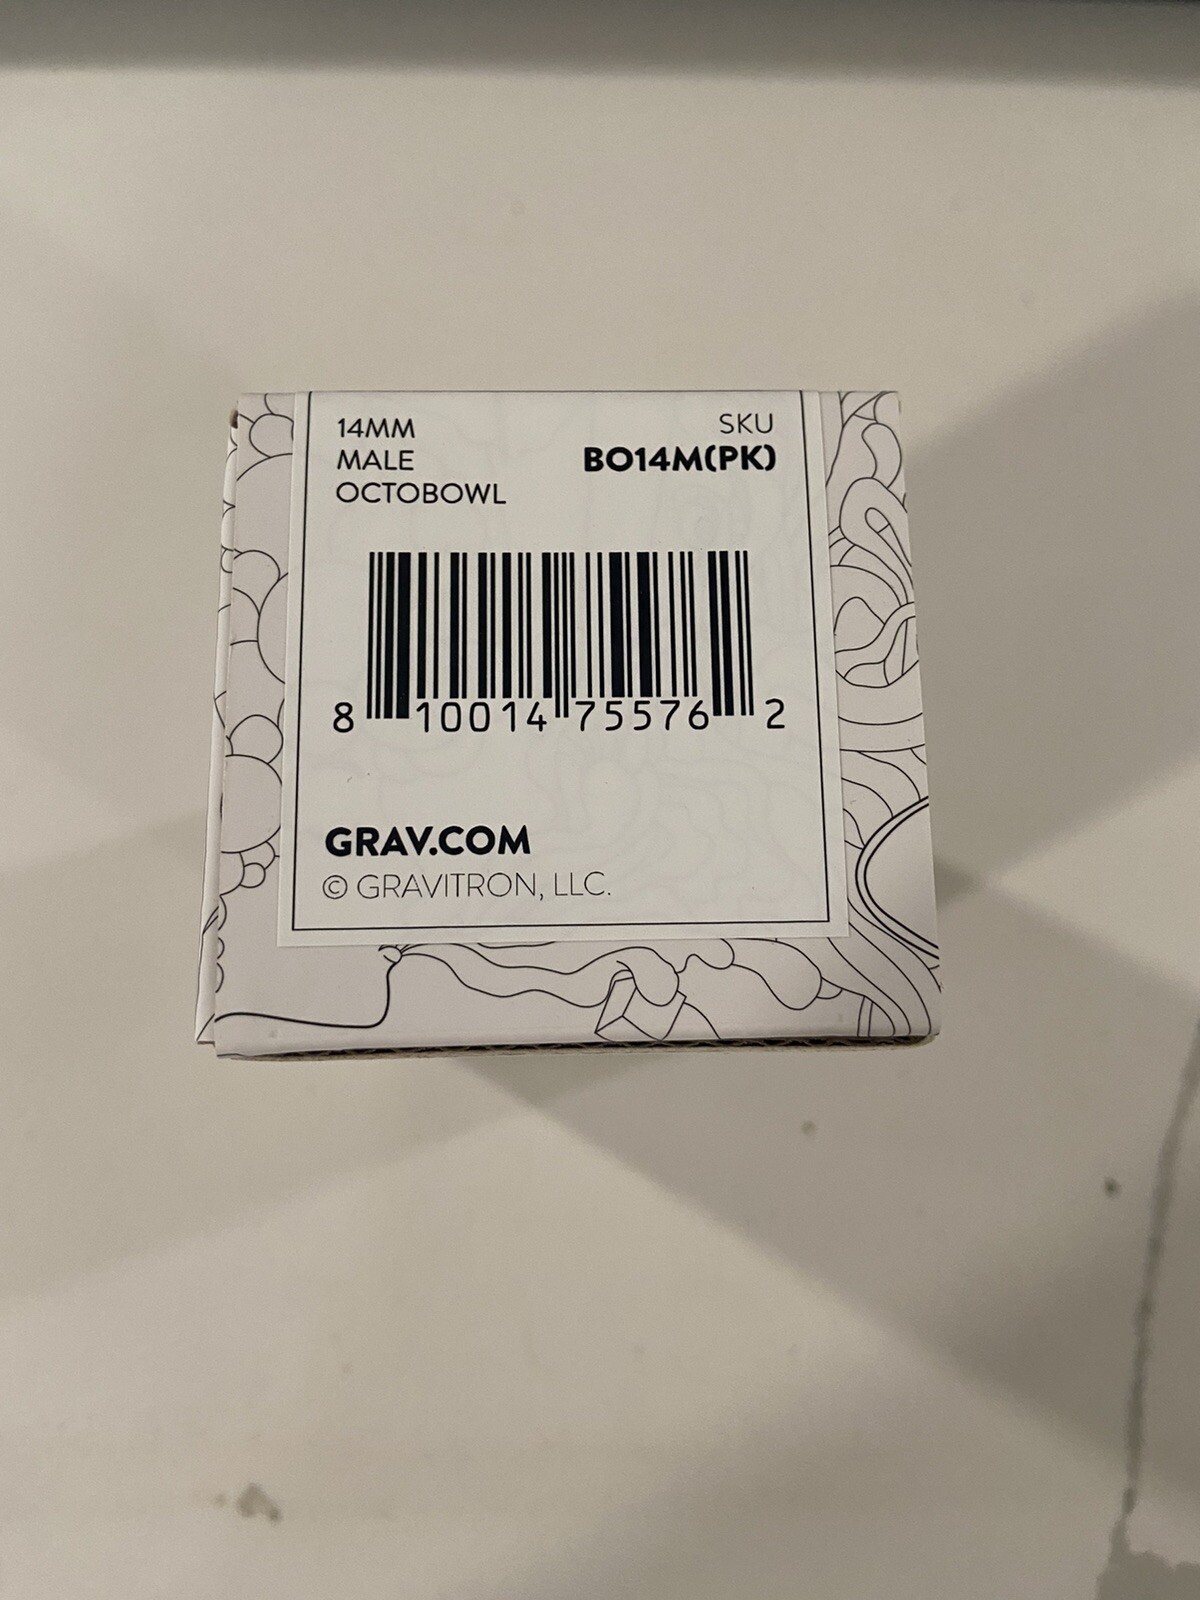 14MM
SKU
MALE
BO14M(PK)
OCTOBOWL
8 10014 75576 2
GRAV.COM
© GRAVITRON, LLC.